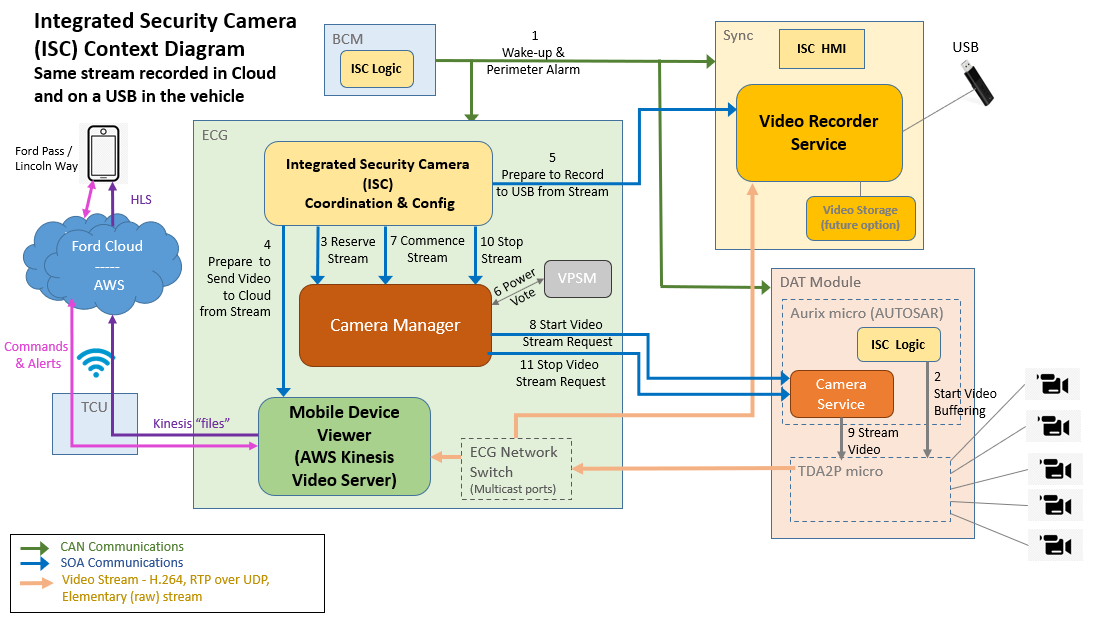 Integrated Security Camera
(ISC) Context Diagram
Same stream recorded in Cloud
and on a USB in the vehicle
BCM
ISC Logic
1
Wake-up &
Perimeter Alarm
Sync
ISC HMI
USB
Video Recorder
Service
Video Storage
(future option)
Ford Pass /
Lincoln Way
HLS
Ford Cloud
-----
AWS
Commands
& Alerts
TCU
Kinesis “files”
ECG
Integrated Security Camera
(ISC)
Coordination & Config
5
Prepare to Record
to USB from Stream
4
Prepare to
Send Video
to Cloud
from Stream
3 Reserve
Stream
7 Commence
Stream
10 Stop
Stream
6 Power
Vote
VPSM
Camera Manager
8 Start Video
Stream Request
11 Stop Video
Stream Request
Mobile Device
Viewer
(AWS Kinesis
Video Server)
ECG Network
Switch
(Multicast ports)
DAT Module
Aurix micro (AUTOSAR)
ISC Logic
Camera
Service
2
Start Video
Buffering
9 Stream
Video
TDA2P micro
CAN Communications
SOA Communications
Video Stream - H.264, RTP over UDP,
Elementary (raw) stream